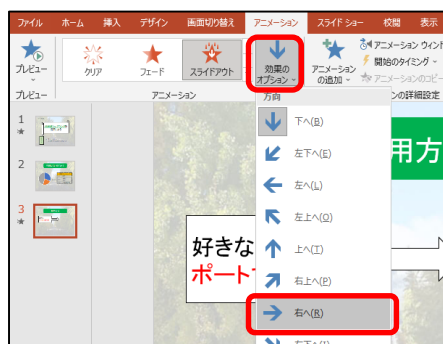 ファイル ホーム 挿入 デザイン 画面切り替え アニメーション スライド ショー 校閲 表示
プレビュー クリア フェード スライドアウト 効果の オプション アニメーション の追加 アニメーション ウィンド
開始のタイミング
アニメーションのコピー
プレビュー アニメーション ンの詳細設定
方向
下へ(B)
左下へ(E)
左へ(L)
左上へ(O)
上へ(T)
右上へ(P)
右へ(R)
1
2
3
用方
好きな
ポート